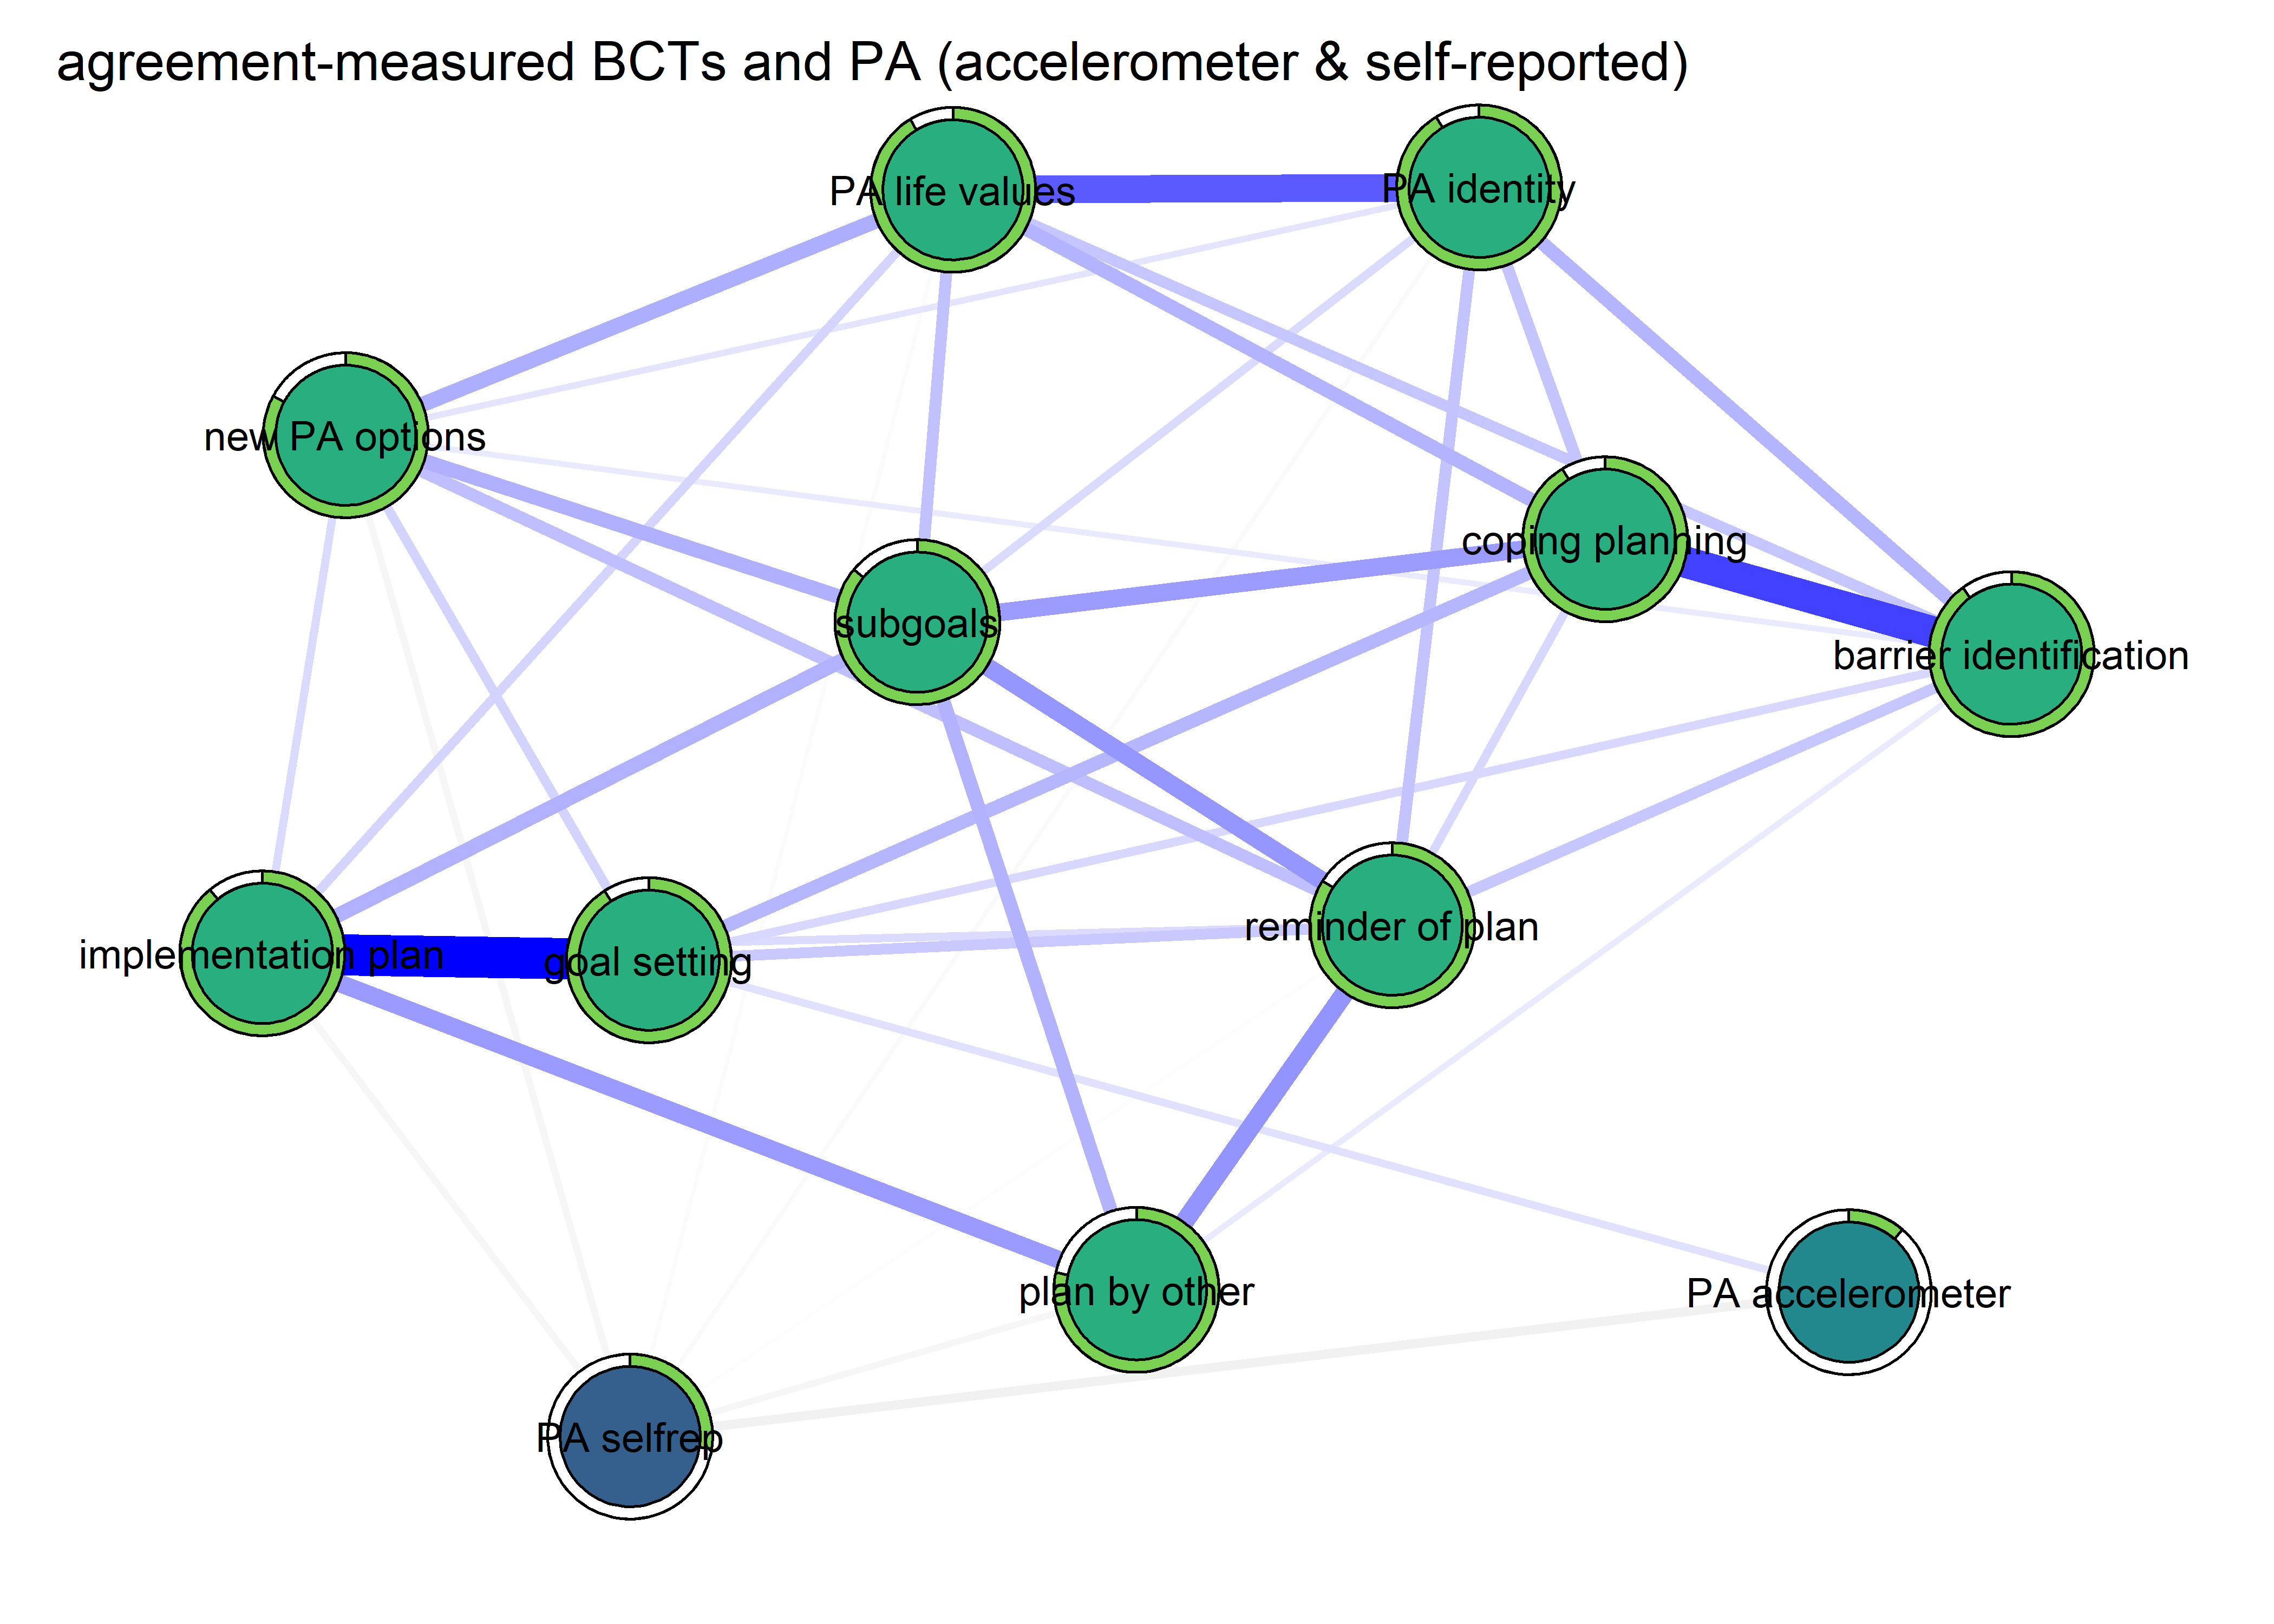 agreement-measured BCTs and PA (accelerometer & self-reported)
PA life values
PA identity
new PA options
coping planning
subgoals
barrier identification
reminder of plan
implementation plan
goal setting
plan by other
PA accelerometer
PA selfrep